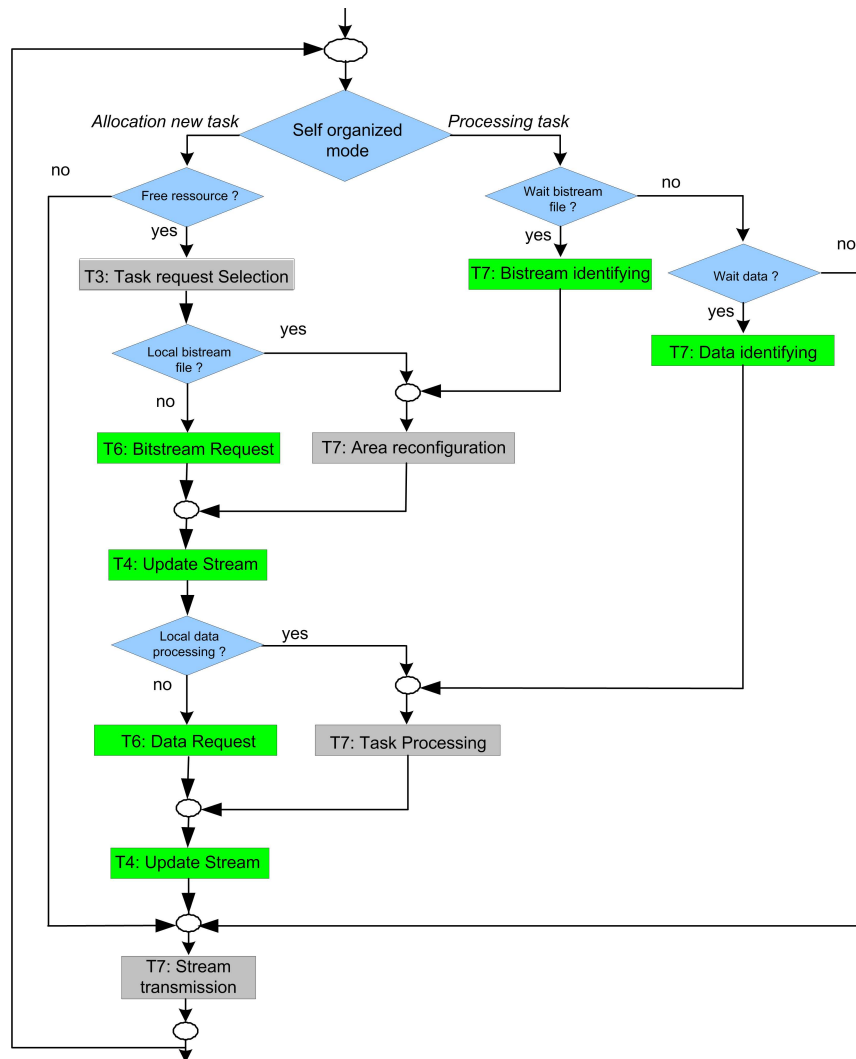 Allocation new task
Processing task
Self organized
mode
no
Free ressource ?
Wait bistream
file ?
no
yes
yes
no
T3: Task request Selection
T7: Bistream identifying
Wait data ?
yes
yes
Local bistream
file ?
T7: Data identifying
no
T6: Bitstream Request
T7: Area reconfiguration
T4: Update Stream
Local data
processing ?
yes
no
T6: Data Request
T7: Task Processing
T4: Update Stream
T7: Stream
transmission